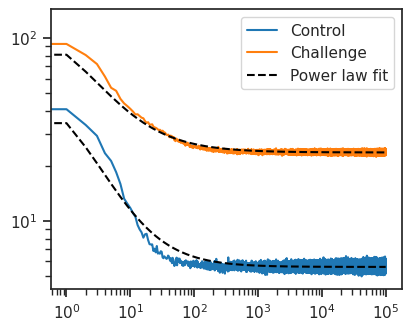 Control
Challenge
Power law fit
10²
10¹
10⁰ 10¹ 10² 10³ 10⁴ 10⁵